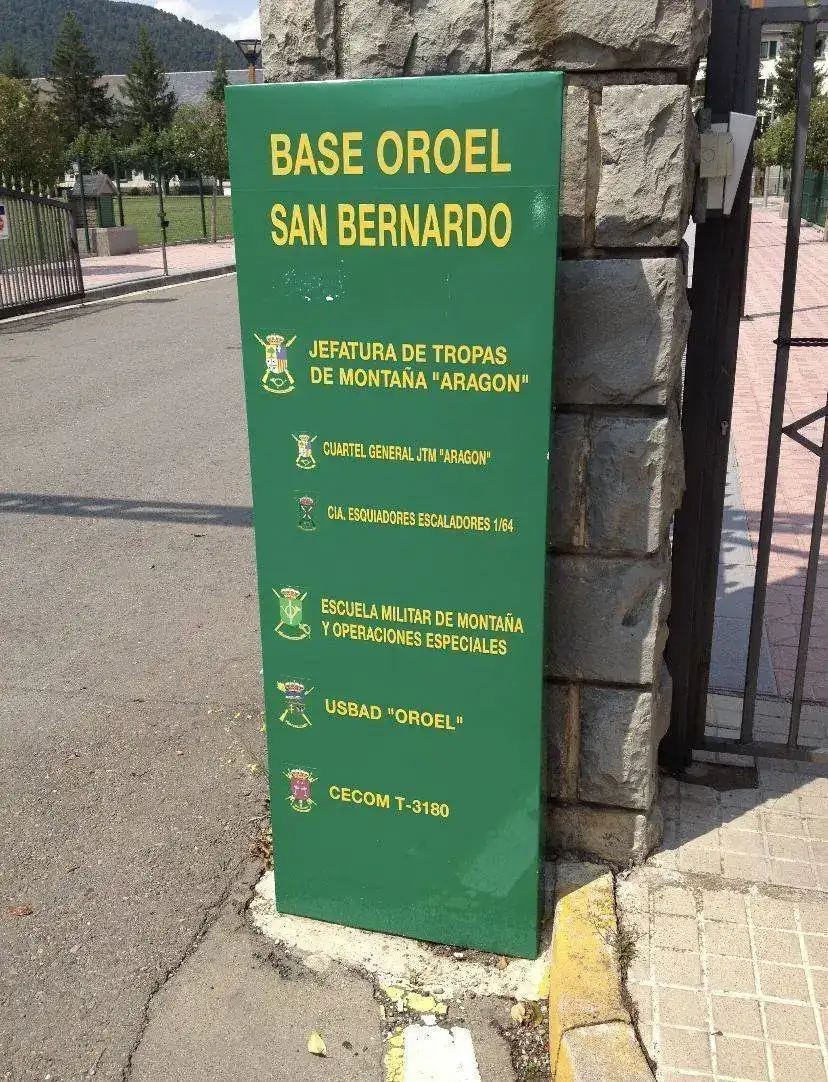 BASE OROEL
SAN BERNARDO
JEFATURA DE TROPAS
DE MONTAÑA "ARAGON"
CUARTEL GENERAL JTM "ARAGON"
CIA. ESQUIADORES ESCALADORES 1/64
ESCUELA MILITAR DE MONTAÑA
Y OPERACIONES ESPECIALES
USBAD "OROEL"
CECOM T-3180